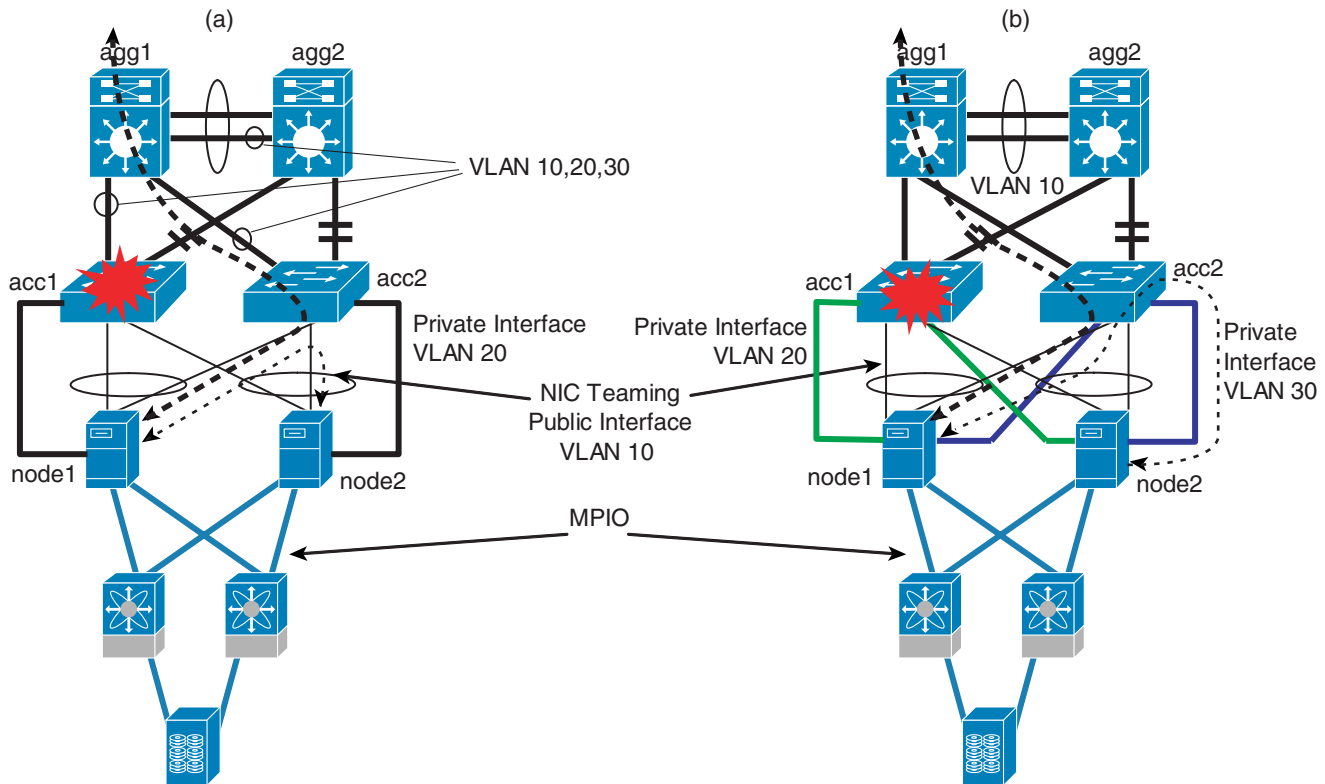 (a)
agg1
agg2
VLAN 10,20,30
acc1
acc2
Private Interface
VLAN 20
NIC Teaming
Public Interface
VLAN 10
node1
node2
MPIO
(b)
agg1
agg2
VLAN 10
acc1
acc2
Private Interface
VLAN 20
Private
Interface
VLAN 30
node1
node2